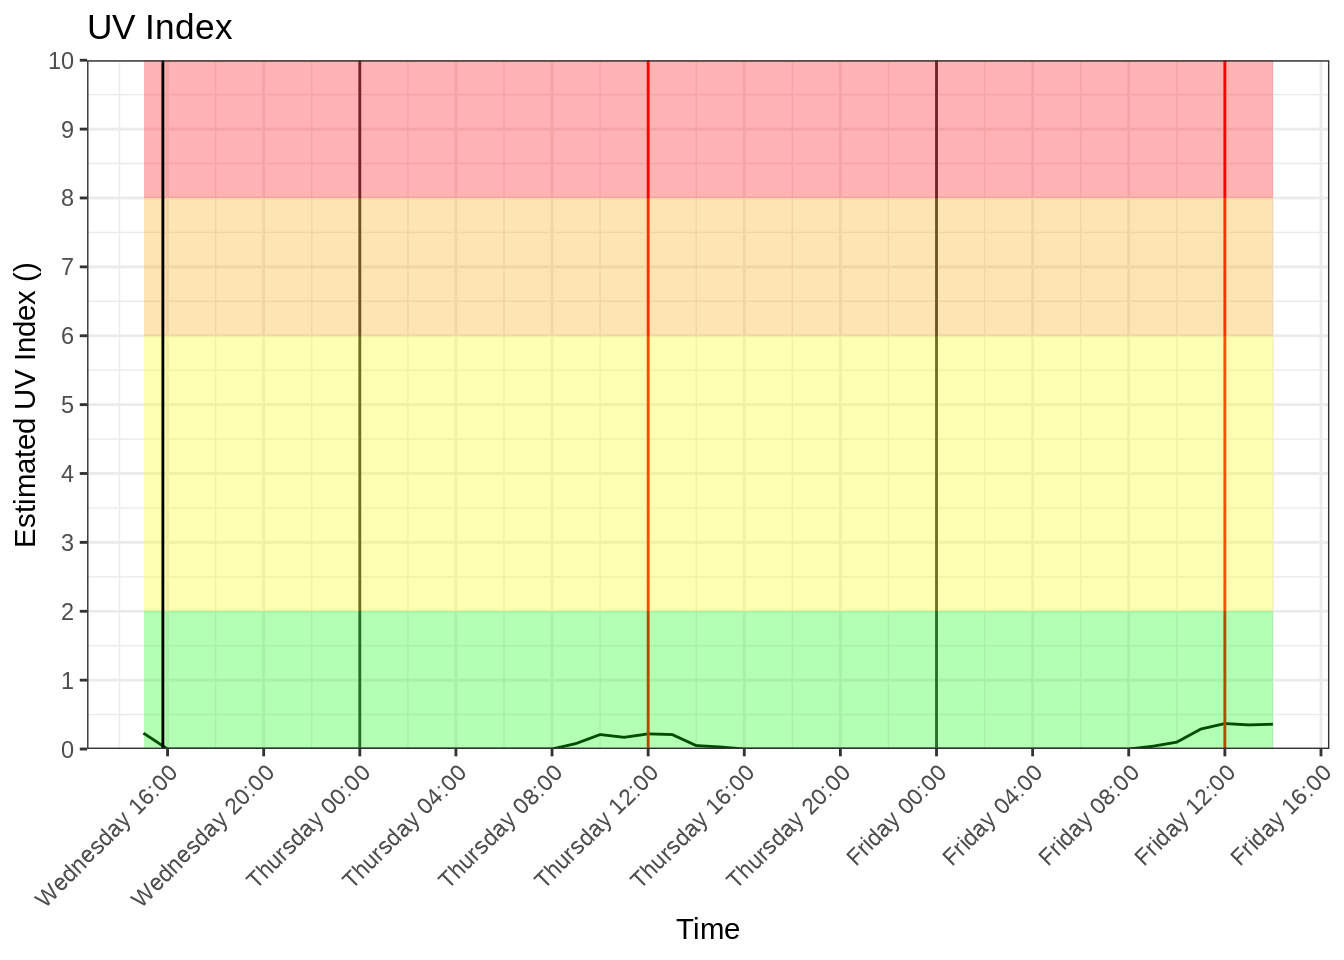 UV Index
Estimated UV Index ()
10
9
8
7
6
5
4
3
2
1
0
Wednesday 16:00
Wednesday 20:00
Thursday 00:00
Thursday 04:00
Thursday 08:00
Thursday 12:00
Thursday 16:00
Thursday 20:00
Friday 00:00
Friday 04:00
Friday 08:00
Friday 12:00
Friday 16:00
Time